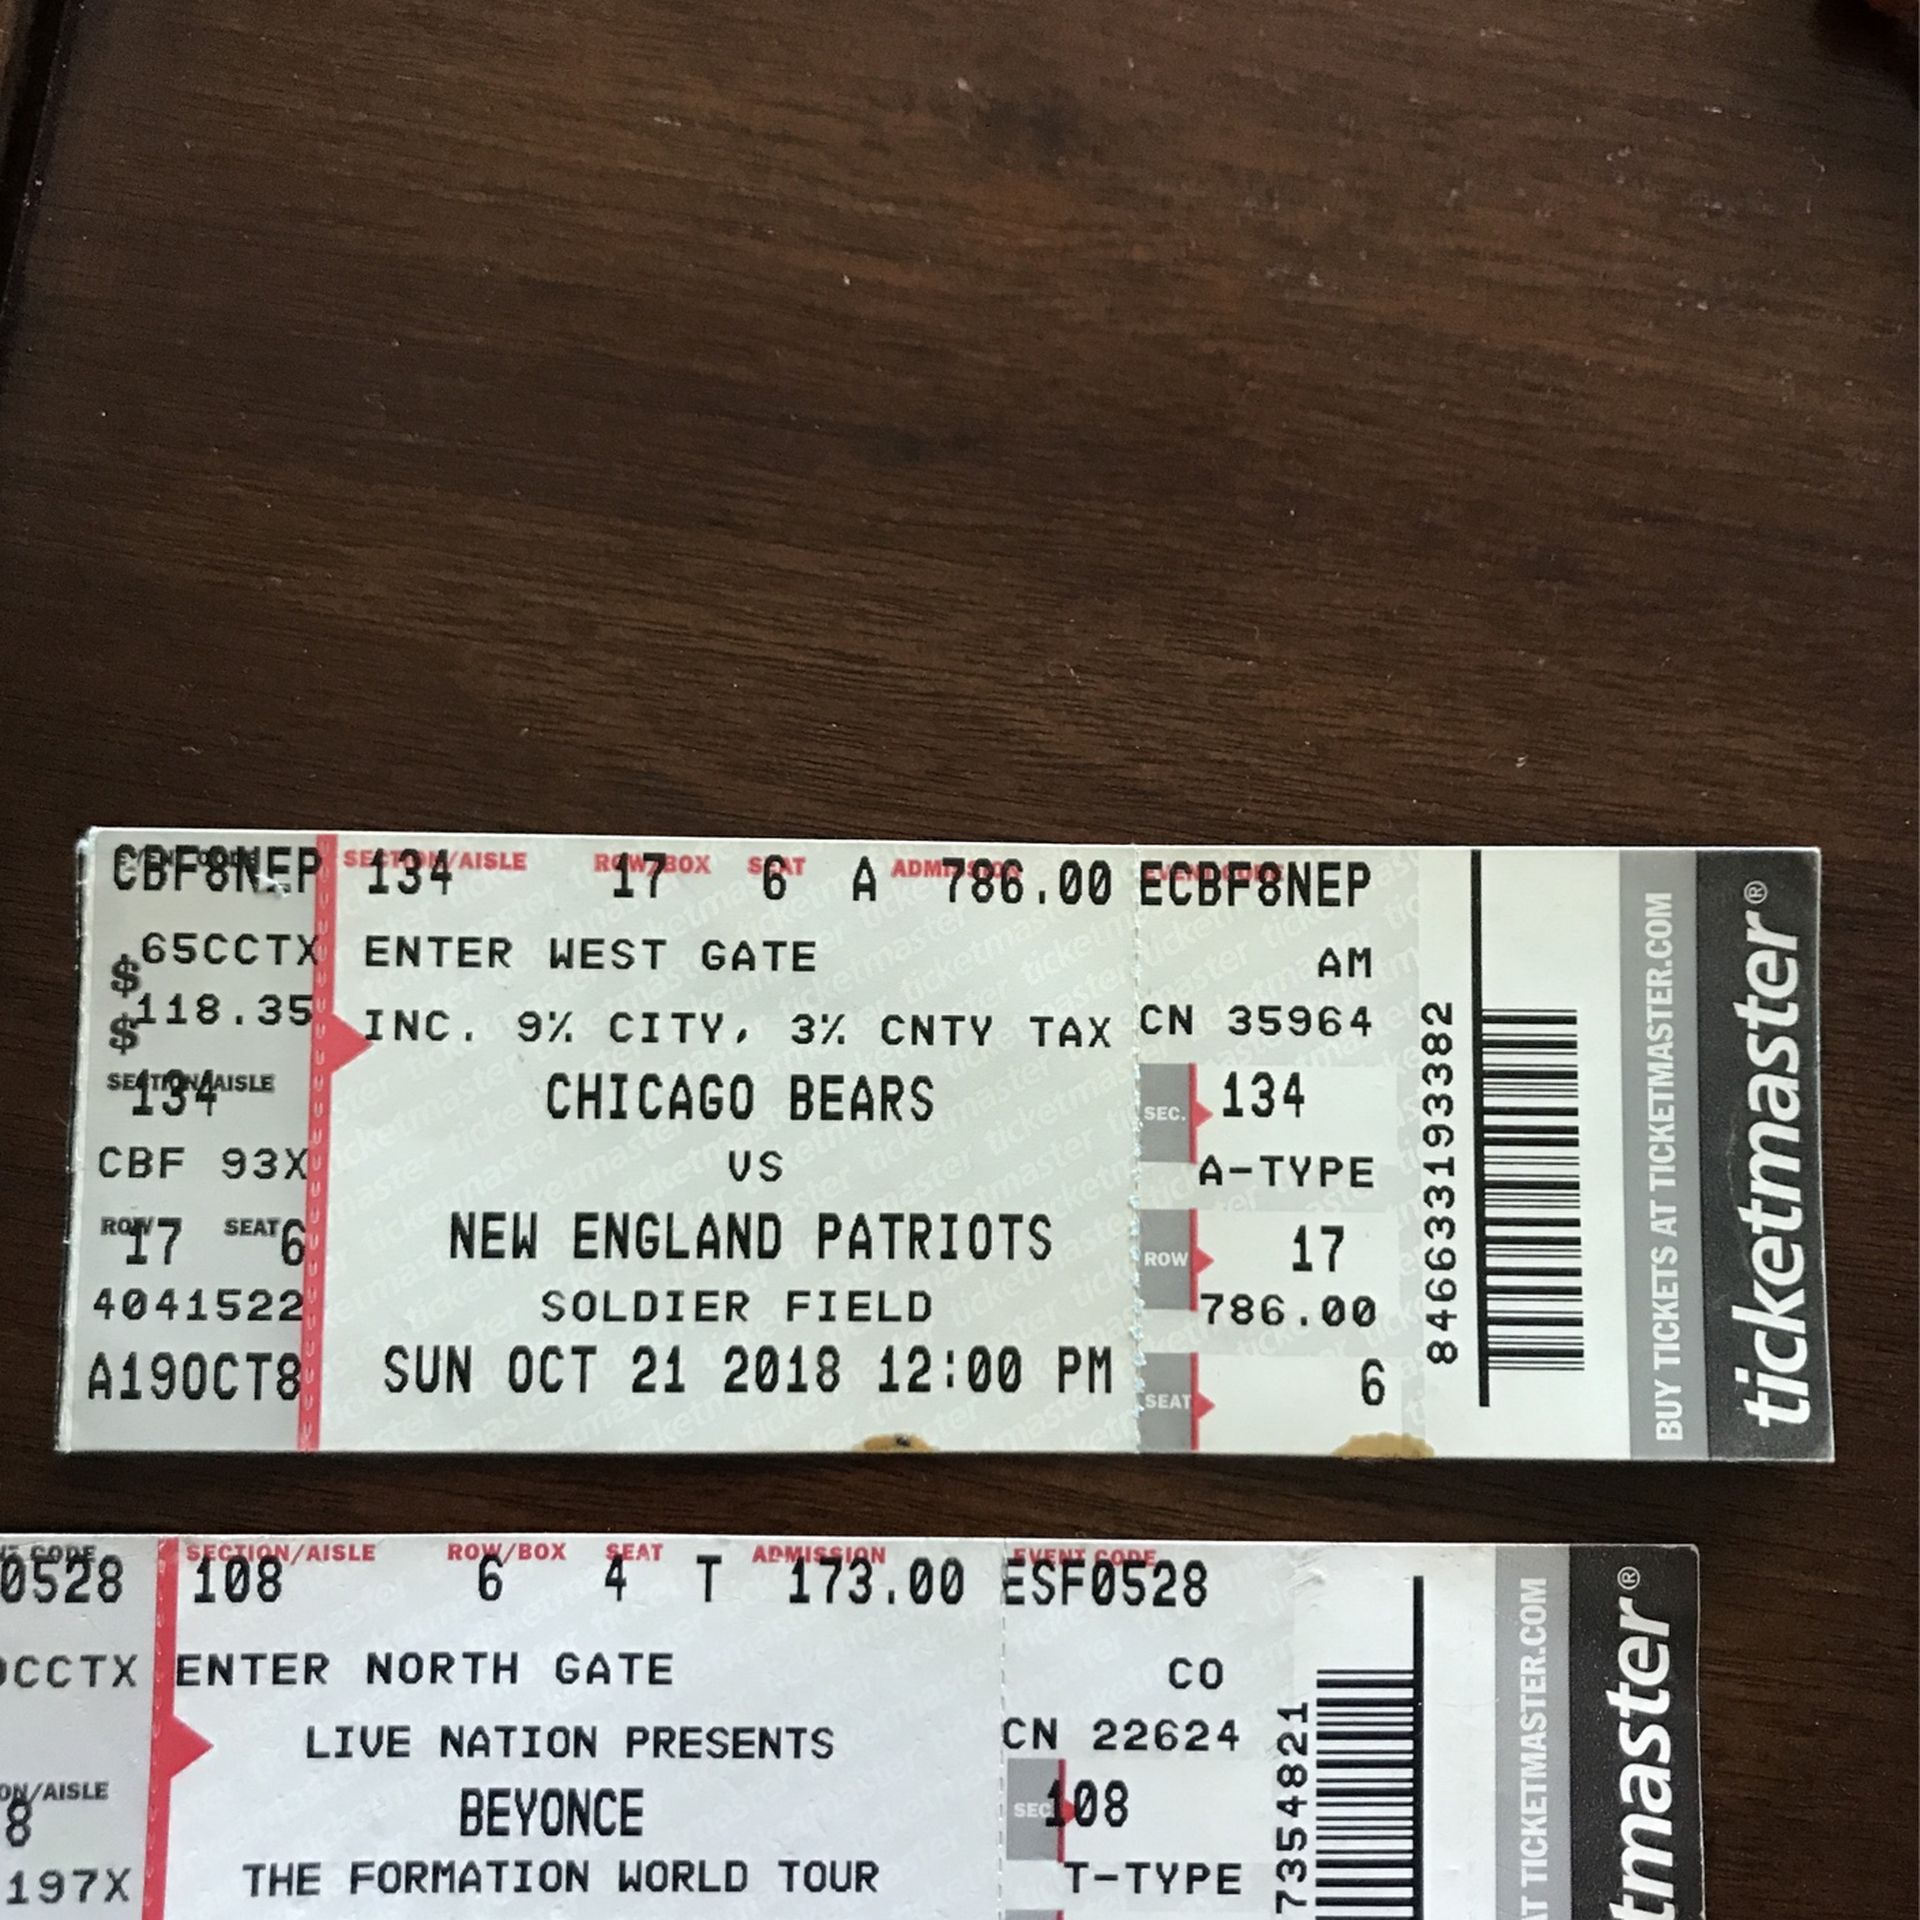 CBF8NEP
$65CCTX
$118.35
SECTION/AISLE
134
CBF 93X
ROW SEAT
17 6
4041522
A19OCT8
SECTION/AISLE ROW/BOX SEAT ADMISSION EVENT CODE
134 17 6 A 786.00 ECBF8NEP
ENTER WEST GATE
INC. 9% CITY, 3% CNTY TAX
CHICAGO BEARS
VS
NEW ENGLAND PATRIOTS
SOLDIER FIELD
SUN OCT 21 2018 12:00 PM
AM
CN 35964
SEC. 134
A-TYPE
ROW 17
786.00
SEAT 6
846633193382
BUY TICKETS AT TICKETMASTER.COM
ticketmaster®
CODE
0528
CCTX
ON/AISLE
8
197X
SECTION/AISLE ROW/BOX SEAT ADMISSION EVENT CODE
108 6 4 T 173.00 ESF0528
ENTER NORTH GATE
LIVE NATION PRESENTS
BEYONCE
THE FORMATION WORLD TOUR
CO
CN 22624
SEC. 108
T-TYPE
7354821
AT TICKETMASTER.COM
tmaster®